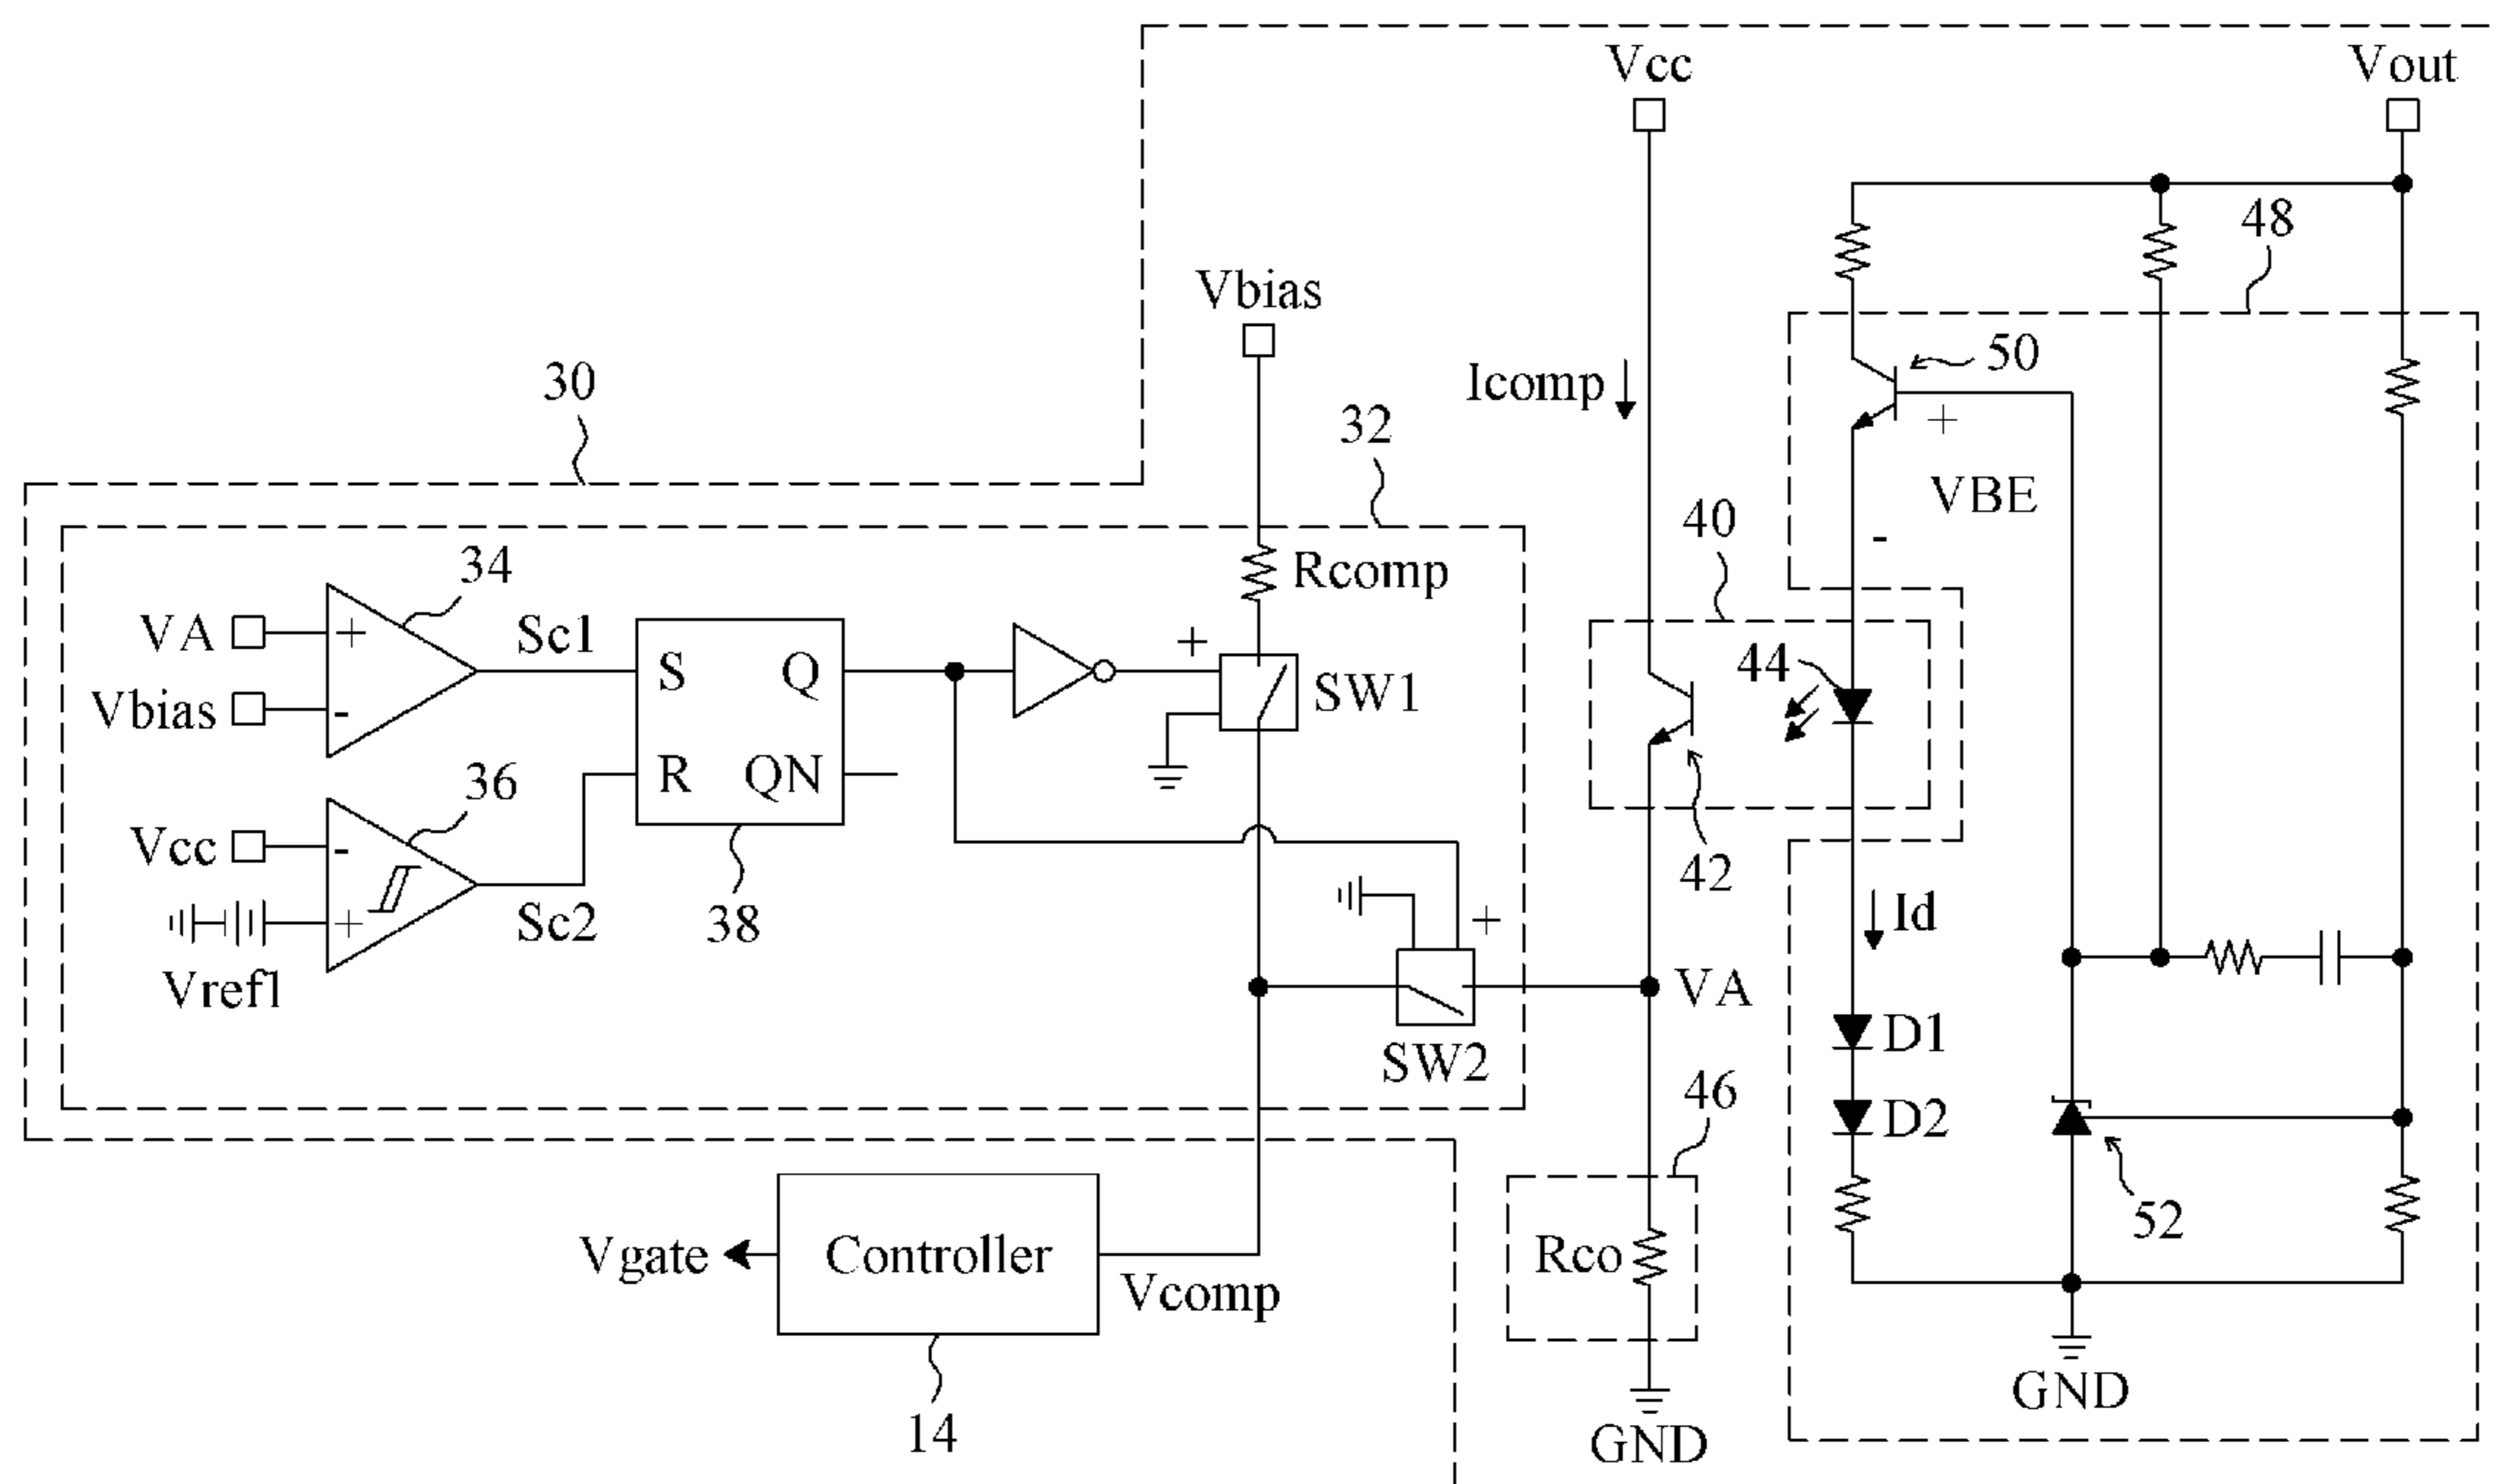 Vcc
Vout
48
Vbias
50
+
VBE
-
30
Icomp
32
40
34
Rcomp
VA
+
Sc1
+
44
Vbias
-
S
Q
SW1
R
QN
36
Vcc
-
42
+
Sc2
38
+
Id
Vref1
VA
D1
SW2
46
D2
52
Vgate
Controller
Vcomp
Rco
14
GND
GND